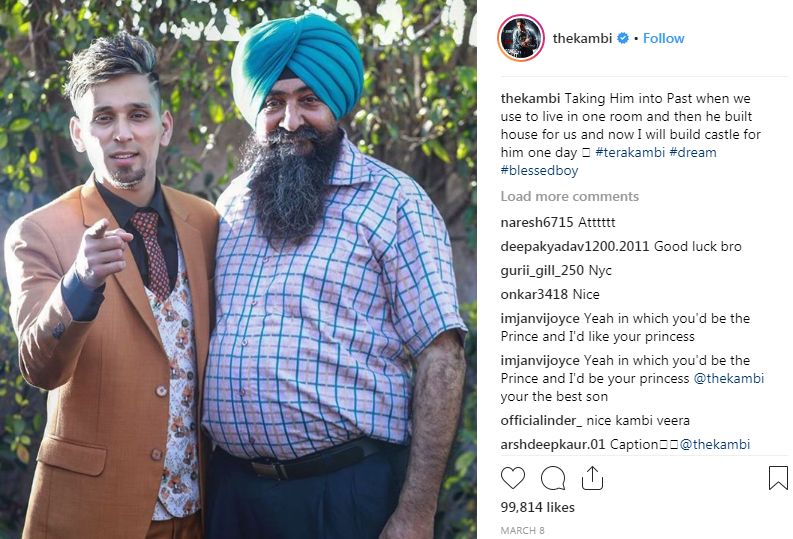 thekambi • Follow
thekambi Taking Him into Past when we
use to live in one room and then he built
house for us and now I will build castle for
him one day □ #terakambi #dream
#blessedboy
Load more comments
naresh6715 Atttttt
deepakyadav1200.2011 Good luck bro
gurii_gill_250 Nyc
onkar3418 Nice
imjanvijoyce Yeah in which you'd be the
Prince and I'd like your princess
imjanvijoyce Yeah in which you'd be the
Prince and I'd be your princess @thekambi
your the best son
officialinder_ nice kambi veera
arshdeepkaur.01 Caption□□@thekambi
99,814 likes
MARCH 8